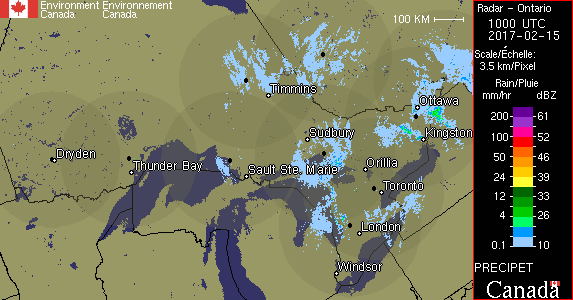 Environment Environnement
Canada Canada
100 KM
Radar - Ontario
1000 UTC
2017-02-15
Scale/Échelle:
3.5 km/Pixel
Rain/Pluie
mm/hr dBZ
200 61
100 52
50 46
24 39
12 33
4 26
0.1 10
PRECIPET
Canada
Timmins
Ottawa
Sudbury
Kingston
Dryden
Thunder Bay
Sault Ste. Marie
Orillia
Toronto
London
Windsor